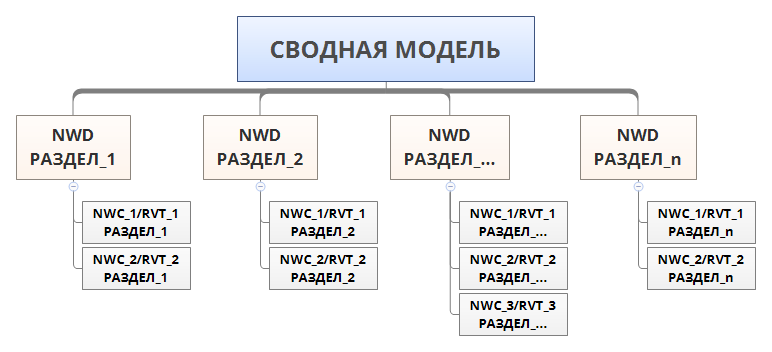 СВОДНАЯ МОДЕЛЬ
NWD
РАЗДЕЛ_1
NWD
РАЗДЕЛ_2
NWD
РАЗДЕЛ_...
NWD
РАЗДЕЛ_n
NWC_1/RVT_1
РАЗДЕЛ_1
NWC_2/RVT_2
РАЗДЕЛ_1
NWC_1/RVT_1
РАЗДЕЛ_2
NWC_2/RVT_2
РАЗДЕЛ_2
NWC_1/RVT_1
РАЗДЕЛ_...
NWC_2/RVT_2
РАЗДЕЛ_...
NWC_3/RVT_3
РАЗДЕЛ_...
NWC_1/RVT_1
РАЗДЕЛ_n
NWC_2/RVT_2
РАЗДЕЛ_n